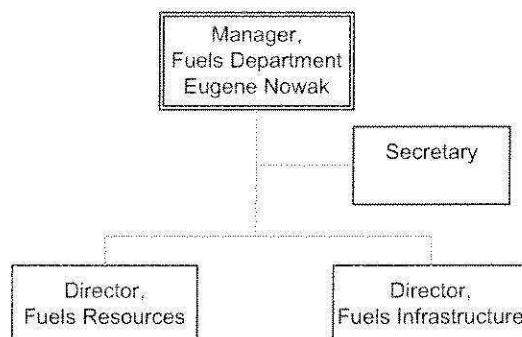 Manager,
Fuels Department
Eugene Nowak
Secretary
Director,
Fuels Resources
Director,
Fuels Infrastructure